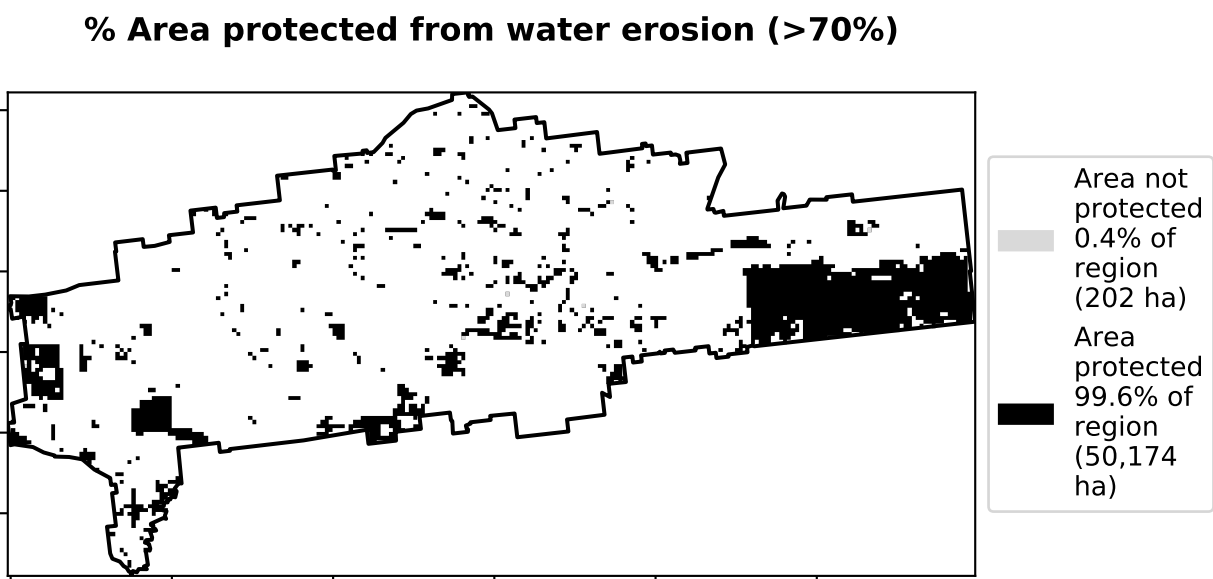 % Area protected from water erosion (>70%)
Area not
protected
0.4% of
region
(202 ha)
Area
protected
99.6% of
region
(50,174
ha)